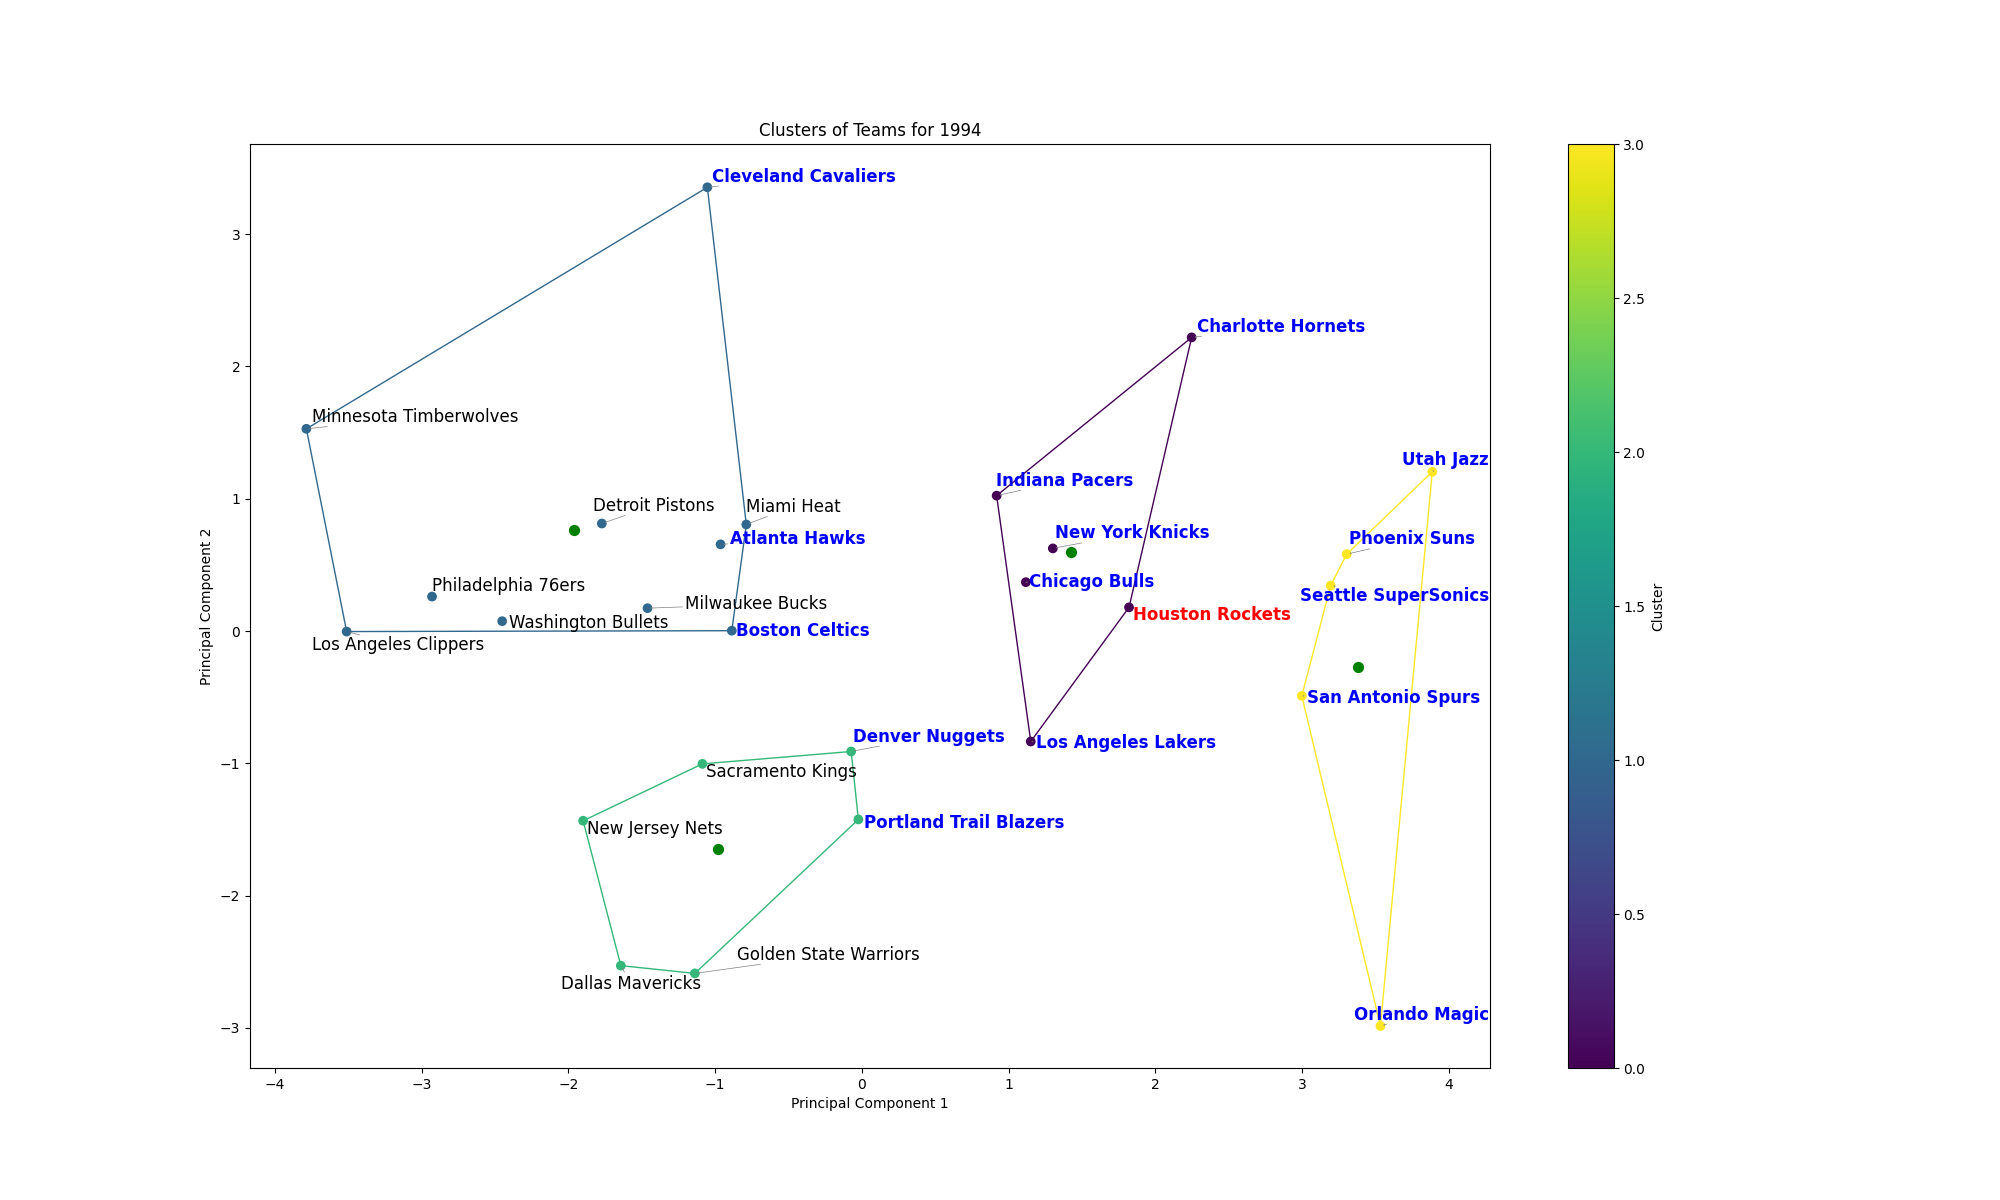 Clusters of Teams for 1994
Cleveland Cavaliers
Charlotte Hornets
Minnesota Timberwolves
Utah Jazz
Indiana Pacers
Detroit Pistons
Miami Heat
New York Knicks
Atlanta Hawks
Phoenix Suns
Chicago Bulls
Philadelphia 76ers
Seattle SuperSonics
Milwaukee Bucks
Houston Rockets
Washington Bullets
Boston Celtics
Los Angeles Clippers
San Antonio Spurs
Denver Nuggets
Los Angeles Lakers
Sacramento Kings
Portland Trail Blazers
New Jersey Nets
Golden State Warriors
Dallas Mavericks
Orlando Magic
3
2
1
0
−1
−2
−3
Principal Component 2
−4
−3
−2
−1
0
1
2
3
4
Principal Component 1
3.0
2.5
2.0
1.5
1.0
0.5
0.0
Cluster